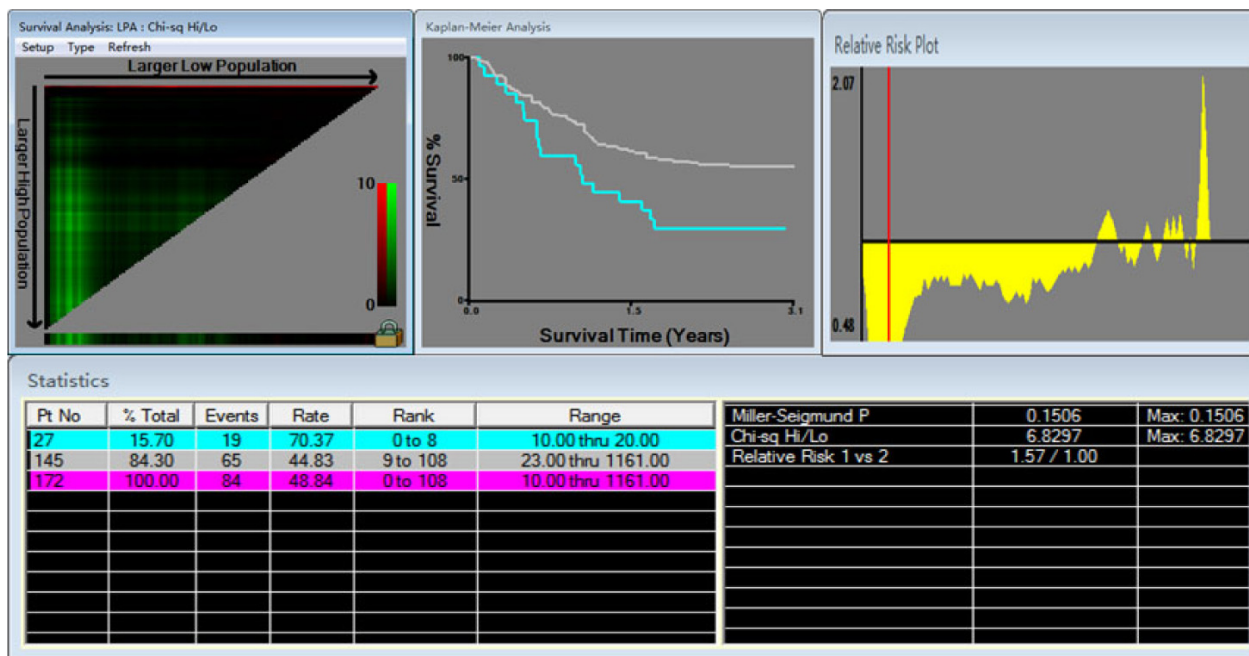 Survival Analysis: LPA : Chi-sq Hi/Lo
Setup Type Refresh
Larger Low Population
Larger High Population
10
0
Kaplan-Meier Analysis
100
% Survival
50
0
0.0 1.5 3.1
Survival Time (Years)
Relative Risk Plot
2.07
0.48
Statistics
Pt No % Total Events Rate Rank Range
27 15.70 19 70.37 0 to 8 10.00 thru 20.00
145 84.30 65 44.83 9 to 108 23.00 thru 1161.00
172 100.00 84 48.84 0 to 108 10.00 thru 1161.00
Miller-Seigmund P 0.1506 Max: 0.1506
Chi-sq Hi/Lo 6.8297 Max: 6.8297
Relative Risk 1 vs 2 1.57 / 1.00